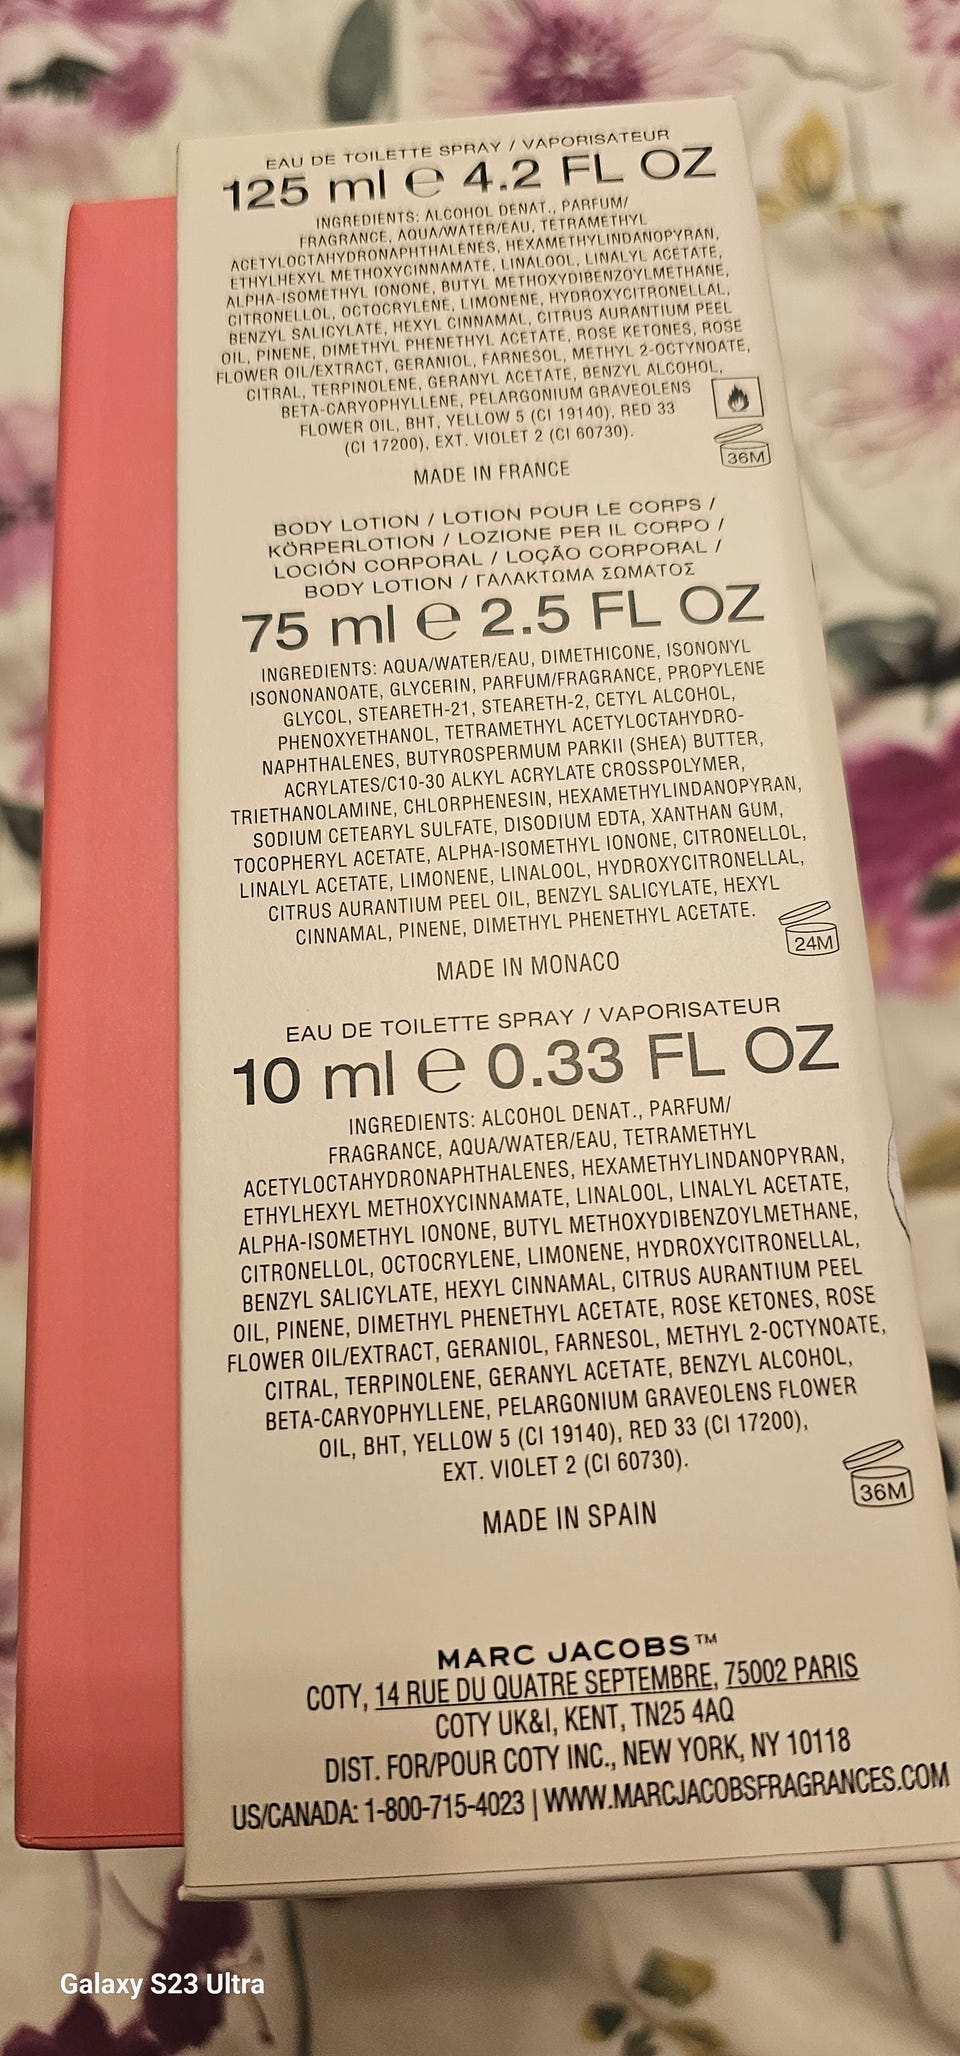 EAU DE TOILETTE SPRAY / VAPORISATEUR
125 ml ℮ 4.2 FL OZ
INGREDIENTS: ALCOHOL DENAT., PARFUM/
FRAGRANCE, AQUA/WATER/EAU, TETRAMETHYL
ACETYLOCTAHYDRONAPHTHALENES, HEXAMETHYLINDANOPYRAN,
ETHYLHEXYL METHOXYCINNAMATE, LINALOOL, LINALYL ACETATE,
ALPHA-ISOMETHYL IONONE, BUTYL METHOXYDIBENZOYLMETHANE,
CITRONELLOL, OCTOCRYLENE, LIMONENE, HYDROXYCITRONELLAL,
BENZYL SALICYLATE, HEXYL CINNAMAL, CITRUS AURANTIUM PEEL
OIL, PINENE, DIMETHYL PHENETHYL ACETATE, ROSE KETONES, ROSE
FLOWER OIL/EXTRACT, GERANIOL, FARNESOL, METHYL 2-OCTYNOATE,
CITRAL, TERPINOLENE, GERANYL ACETATE, BENZYL ALCOHOL,
BETA-CARYOPHYLLENE, PELARGONIUM GRAVEOLENS
FLOWER OIL, BHT, YELLOW 5 (CI 19140), RED 33
(CI 17200), EXT. VIOLET 2 (CI 60730).
36M
MADE IN FRANCE
BODY LOTION / LOTION POUR LE CORPS /
KÖRPERLOTION / LOZIONE PER IL CORPO /
LOCIÓN CORPORAL / LOÇÃO CORPORAL /
BODY LOTION / ΓΑΛΑΚΤΩΜΑ ΣΩΜΑΤΟΣ
75 ml ℮ 2.5 FL OZ
INGREDIENTS: AQUA/WATER/EAU, DIMETHICONE, ISONONYL
ISONONANOATE, GLYCERIN, PARFUM/FRAGRANCE, PROPYLENE
GLYCOL, STEARETH-21, STEARETH-2, CETYL ALCOHOL,
PHENOXYETHANOL, TETRAMETHYL ACETYLOCTAHYDRO-
NAPHTHALENES, BUTYROSPERMUM PARKII (SHEA) BUTTER,
ACRYLATES/C10-30 ALKYL ACRYLATE CROSSPOLYMER,
TRIETHANOLAMINE, CHLORPHENESIN, HEXAMETHYLINDANOPYRAN,
SODIUM CETEARYL SULFATE, DISODIUM EDTA, XANTHAN GUM,
TOCOPHERYL ACETATE, ALPHA-ISOMETHYL IONONE, CITRONELLOL,
LINALYL ACETATE, LIMONENE, LINALOOL, HYDROXYCITRONELLAL,
CITRUS AURANTIUM PEEL OIL, BENZYL SALICYLATE, HEXYL
CINNAMAL, PINENE, DIMETHYL PHENETHYL ACETATE.
24M
MADE IN MONACO
EAU DE TOILETTE SPRAY / VAPORISATEUR
10 ml ℮ 0.33 FL OZ
INGREDIENTS: ALCOHOL DENAT., PARFUM/
FRAGRANCE, AQUA/WATER/EAU, TETRAMETHYL
ACETYLOCTAHYDRONAPHTHALENES, HEXAMETHYLINDANOPYRAN,
ETHYLHEXYL METHOXYCINNAMATE, LINALOOL, LINALYL ACETATE,
ALPHA-ISOMETHYL IONONE, BUTYL METHOXYDIBENZOYLMETHANE,
CITRONELLOL, OCTOCRYLENE, LIMONENE, HYDROXYCITRONELLAL,
BENZYL SALICYLATE, HEXYL CINNAMAL, CITRUS AURANTIUM PEEL
OIL, PINENE, DIMETHYL PHENETHYL ACETATE, ROSE KETONES, ROSE
FLOWER OIL/EXTRACT, GERANIOL, FARNESOL, METHYL 2-OCTYNOATE,
CITRAL, TERPINOLENE, GERANYL ACETATE, BENZYL ALCOHOL,
BETA-CARYOPHYLLENE, PELARGONIUM GRAVEOLENS FLOWER
OIL, BHT, YELLOW 5 (CI 19140), RED 33 (CI 17200),
EXT. VIOLET 2 (CI 60730).
36M
MADE IN SPAIN
MARC JACOBS™
COTY, 14 RUE DU QUATRE SEPTEMBRE, 75002 PARIS
COTY UK&I, KENT, TN25 4AQ
DIST. FOR/POUR COTY INC., NEW YORK, NY 10118
US/CANADA: 1-800-715-4023 | WWW.MARCJACOBSFRAGRANCES.COM
Galaxy S23 Ultra